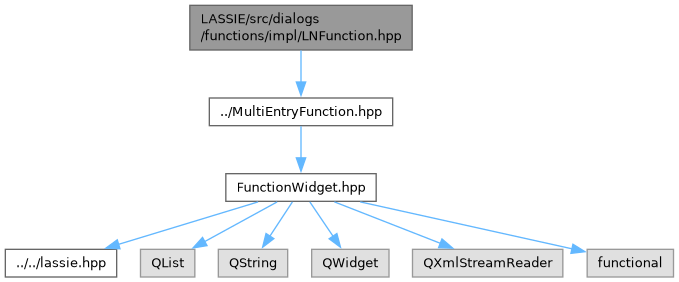 LASSIE/src/dialogs
/functions/impl/LNFunction.hpp
../MultiEntryFunction.hpp
FunctionWidget.hpp
../../lassie.hpp
QList
QString
QWidget
QXmlStreamReader
functional